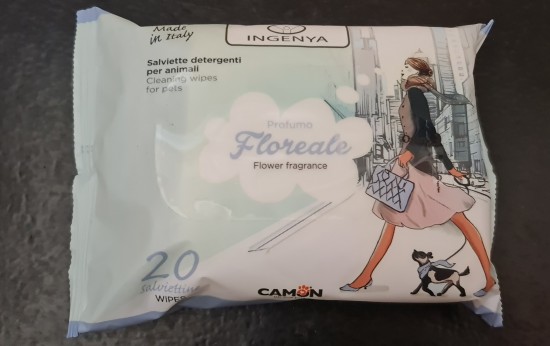 Made
in Italy
INGENYA
Salviette detergenti
per animali
Cleaning wipes
for pets
Profumo
Floreale
Flower fragrance
20
salviettine
WIPES
CAMON